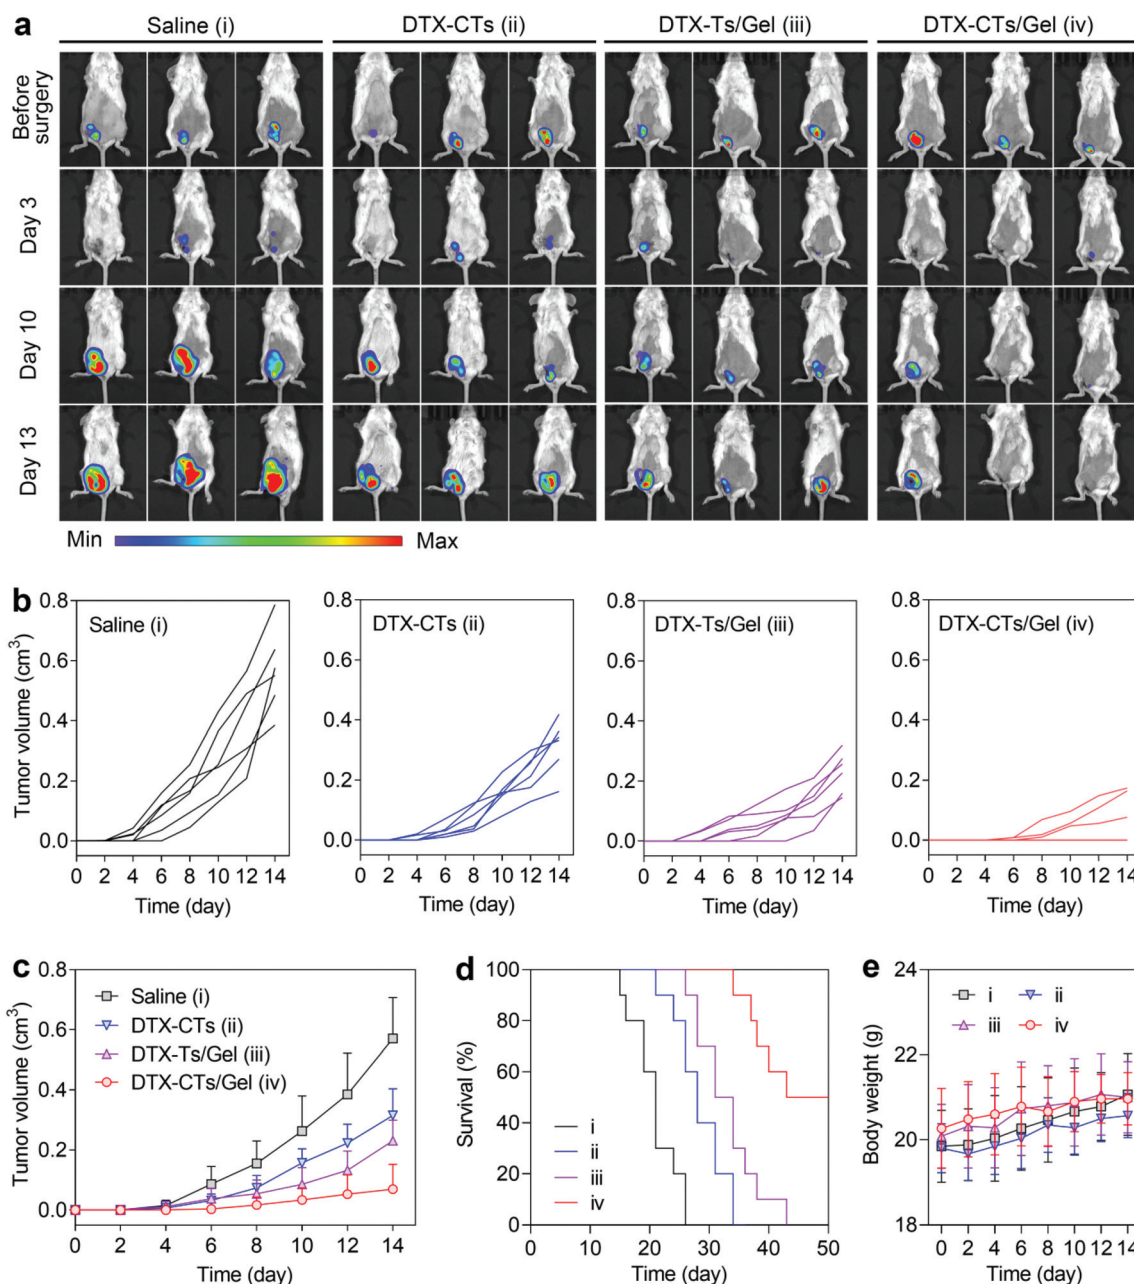 a
Saline (i) DTX-CTs (ii) DTX-Ts/Gel (iii) DTX-CTs/Gel (iv)
Before
surgery
Day 3
Day 10
Day 13
Min Max
b
Saline (i)
DTX-CTs (ii)
DTX-Ts/Gel (iii)
DTX-CTs/Gel (iv)
Tumor volume (cm³)
0.8 0.8 0.8 0.8
0.6 0.6 0.6 0.6
0.4 0.4 0.4 0.4
0.2 0.2 0.2 0.2
0.0 0.0 0.0 0.0
0 2 4 6 8 10 12 14 0 2 4 6 8 10 12 14 0 2 4 6 8 10 12 14 0 2 4 6 8 10 12 14
Time (day) Time (day) Time (day) Time (day)
c
Tumor volume (cm³)
0.8
0.6
0.4
0.2
0.0
Saline (i)
DTX-CTs (ii)
DTX-Ts/Gel (iii)
DTX-CTs/Gel (iv)
0 2 4 6 8 10 12 14
Time (day)
d
Survival (%)
100
80
60
40
20
0
i
ii
iii
iv
0 10 20 30 40 50
Time (day)
e
Body weight (g)
24
22
20
18
i ii
iii iv
0 2 4 6 8 10 12 14
Time (day)